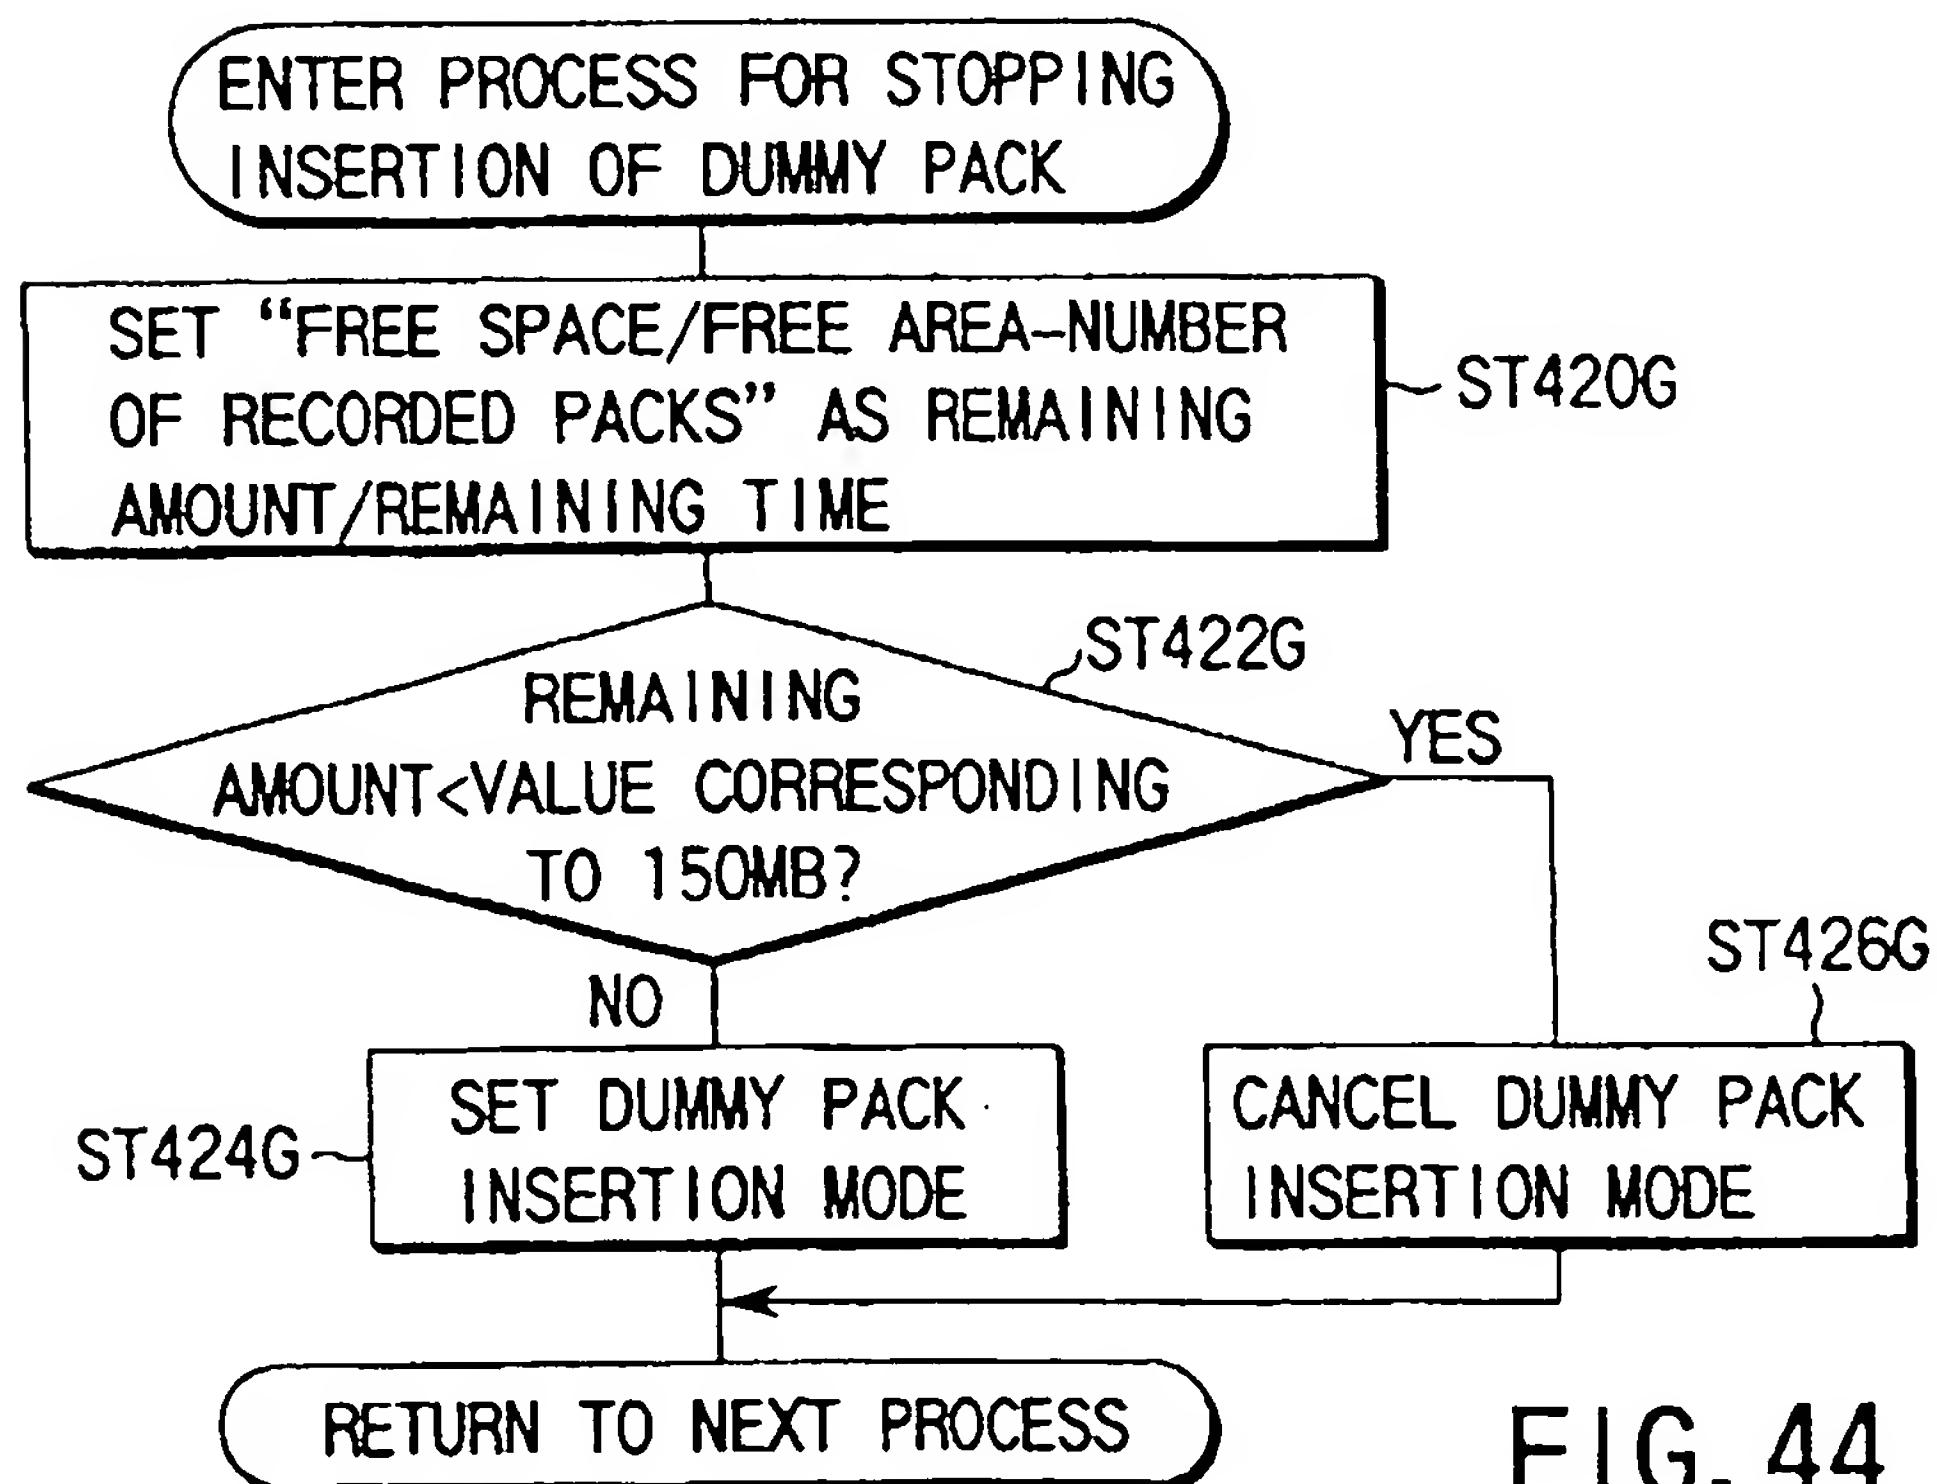 ENTER PROCESS FOR STOPPING
INSERTION OF DUMMY PACK
SET “FREE SPACE/FREE AREA-NUMBER
OF RECORDED PACKS” AS REMAINING
AMOUNT/REMAINING TIME
ST420G
ST422G
REMAINING
AMOUNT<VALUE CORRESPONDING
TO 150MB?
YES
NO
ST426G
ST424G
SET DUMMY PACK
INSERTION MODE
CANCEL DUMMY PACK
INSERTION MODE
RETURN TO NEXT PROCESS
FIG. 44